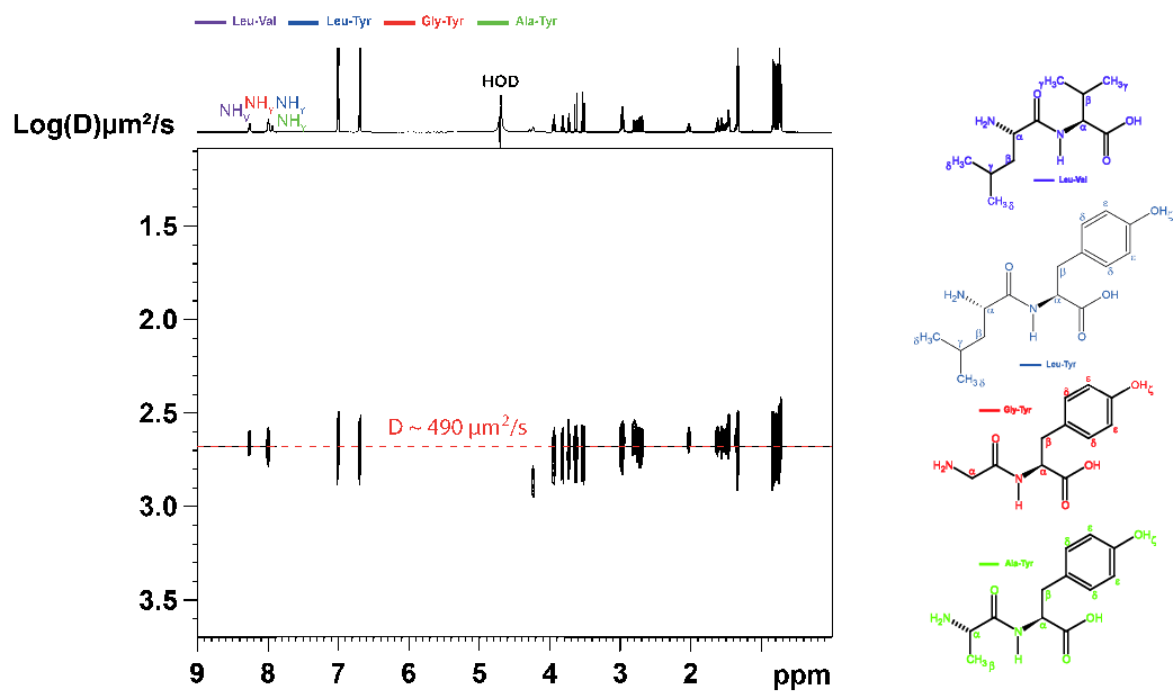 Leu-Val Leu-Tyr Gly-Tyr Ala-Tyr
HOD
NHᵧ NHᵧ NHᵧ
NHᵧ
Log(D)µm²/s
1.5
2.0
2.5
D ~ 490 µm²/s
3.0
3.5
9 8 7 6 5 4 3 2 ppm
γH₃C CH₃γ
β
O
H₂N α N α OH
H O
β
δH₃C γ
CH₃δ
Leu-Val
ε OHζ
δ
ε
δ
O β
H₂N α N α OH
H O
β
δH₃C γ
CH₃δ
Leu-Tyr
ε OHζ
Gly-Tyr δ
ε
δ
O β
H₂N α N α OH
H O
ε OHζ
Ala-Tyr δ
ε
δ
O β
H₂N α N α OH
CH₃β H O